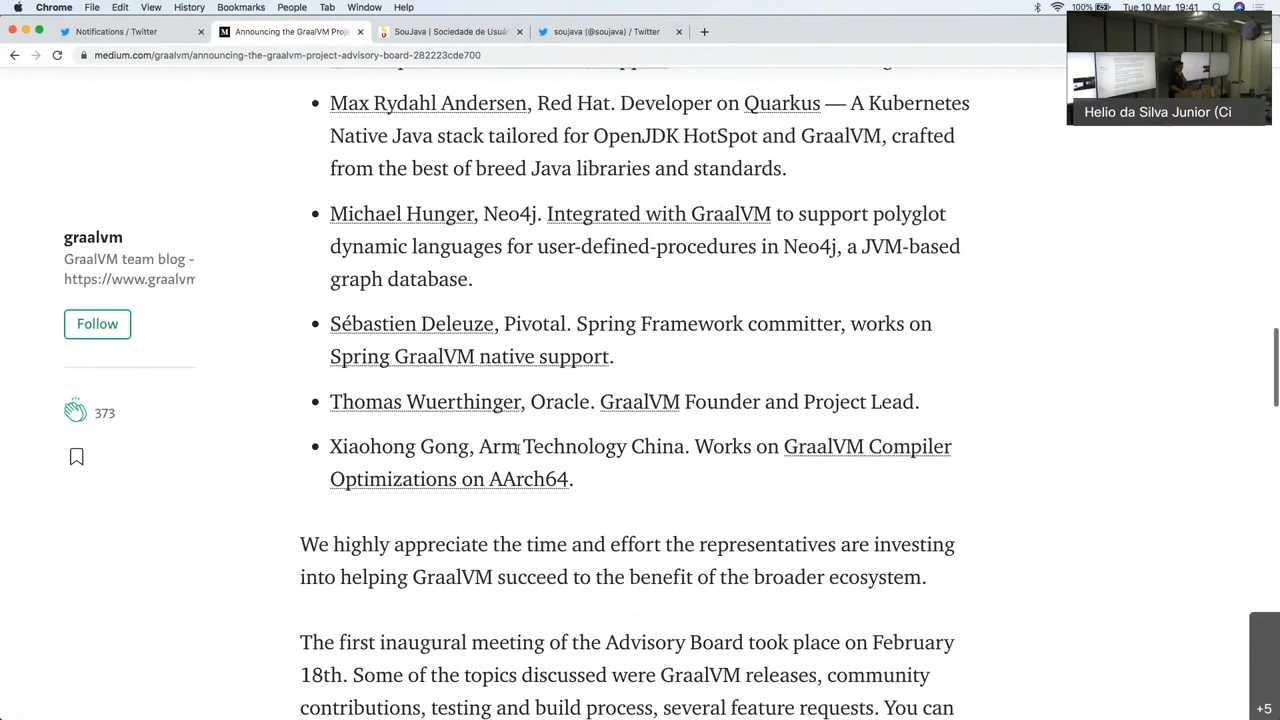 Chrome File Edit View History Bookmarks People Tab Window Help 100% Tue 10 Mar 19:41
Notifications / Twitter × Announcing the GraalVM Proje × SouJava | Sociedade de Usuár × soujava (@soujava) / Twitter × +
medium.com/graalvm/announcing-the-graalvm-project-advisory-board-282223cde700
Helio da Silva Junior (Ci
• Max Rydahl Andersen, Red Hat. Developer on Quarkus — A Kubernetes
Native Java stack tailored for OpenJDK HotSpot and GraalVM, crafted
from the best of breed Java libraries and standards.
• Michael Hunger, Neo4j. Integrated with GraalVM to support polyglot
dynamic languages for user-defined-procedures in Neo4j, a JVM-based
graph database.
graalvm
GraalVM team blog -
https://www.graalvm
Follow
373
• Sébastien Deleuze, Pivotal. Spring Framework committer, works on
Spring GraalVM native support.
• Thomas Wuerthinger, Oracle. GraalVM Founder and Project Lead.
• Xiaohong Gong, Arm Technology China. Works on GraalVM Compiler
Optimizations on AArch64.
We highly appreciate the time and effort the representatives are investing
into helping GraalVM succeed to the benefit of the broader ecosystem.
The first inaugural meeting of the Advisory Board took place on February
18th. Some of the topics discussed were GraalVM releases, community
contributions, testing and build process, several feature requests. You can
+5